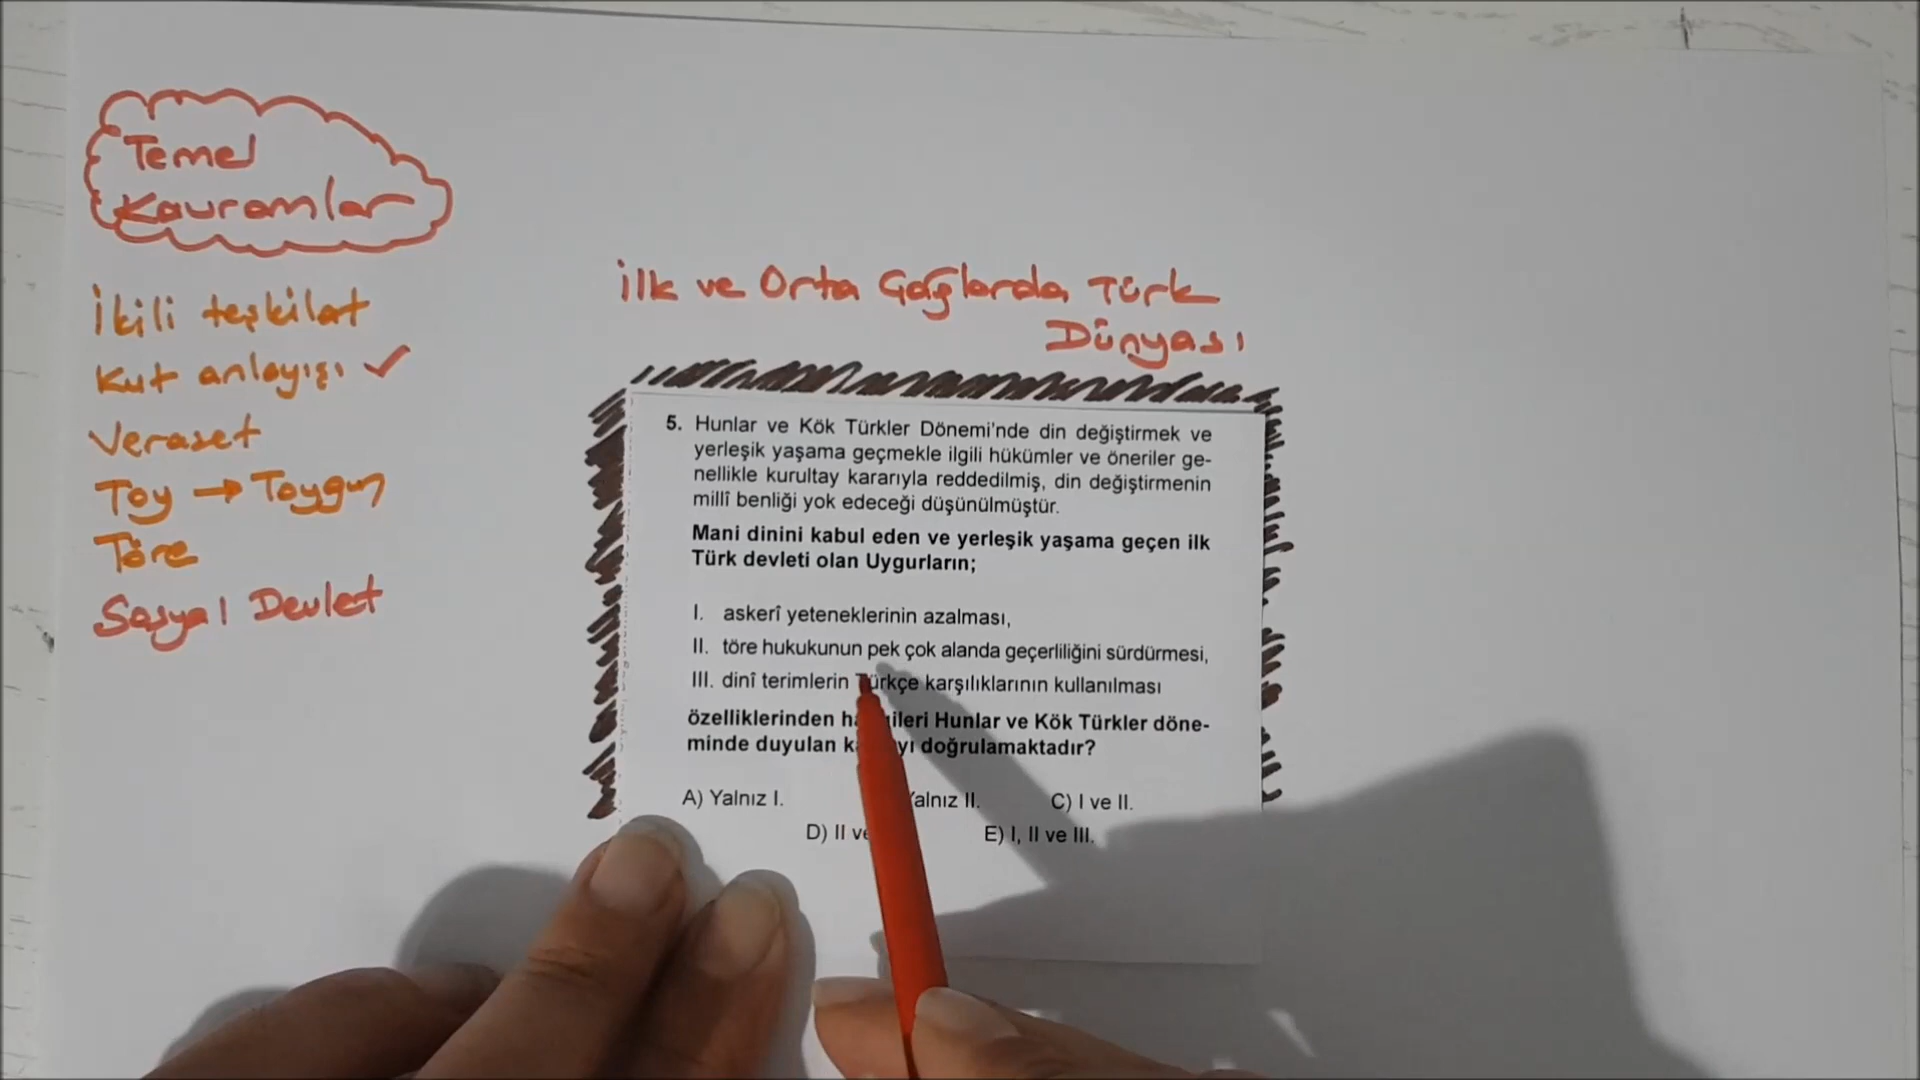 Temel
Kavramlar
İkili teşkilat
Kut anlayışı ✓
Veraset
Toy → Toygun
Töre
Sosyal Devlet
İlk ve Orta Çağlarda Türk
Dünyası
5. Hunlar ve Kök Türkler Dönemi'nde din değiştirmek ve
yerleşik yaşama geçmekle ilgili hükümler ve öneriler ge-
nellikle kurultay kararıyla reddedilmiş, din değiştirmenin
millî benliği yok edeceği düşünülmüştür.
Mani dinini kabul eden ve yerleşik yaşama geçen ilk
Türk devleti olan Uygurların;
I. askerî yeteneklerinin azalması,
II. töre hukukunun pek çok alanda geçerliliğini sürdürmesi,
III. dinî terimlerin Türkçe karşılıklarının kullanılması
özelliklerinden Hunlar ve Kök Türkler döne-
minde duyulan doğrulamaktadır?
A) Yalnız I. Yalnız II. C) I ve II.
D) II ve E) I, II ve III.